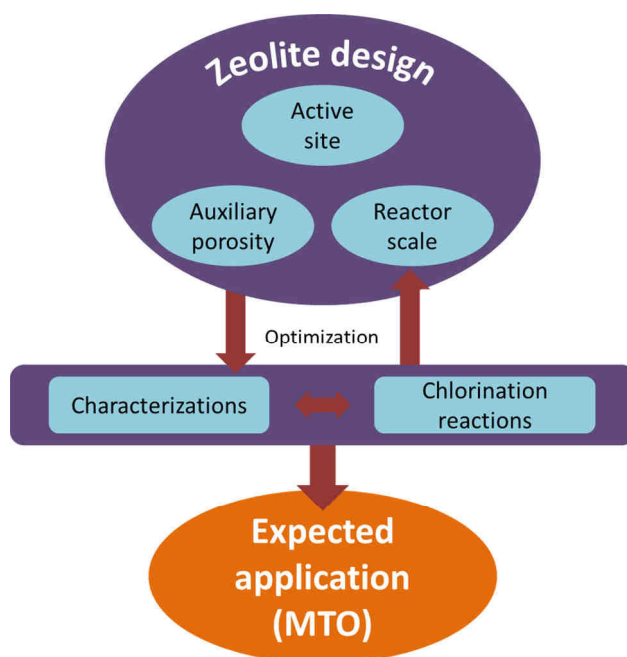 Zeolite design
Active
site
Auxiliary
porosity
Reactor
scale
Optimization
Characterizations
Chlorination
reactions
Expected
application
(MTO)